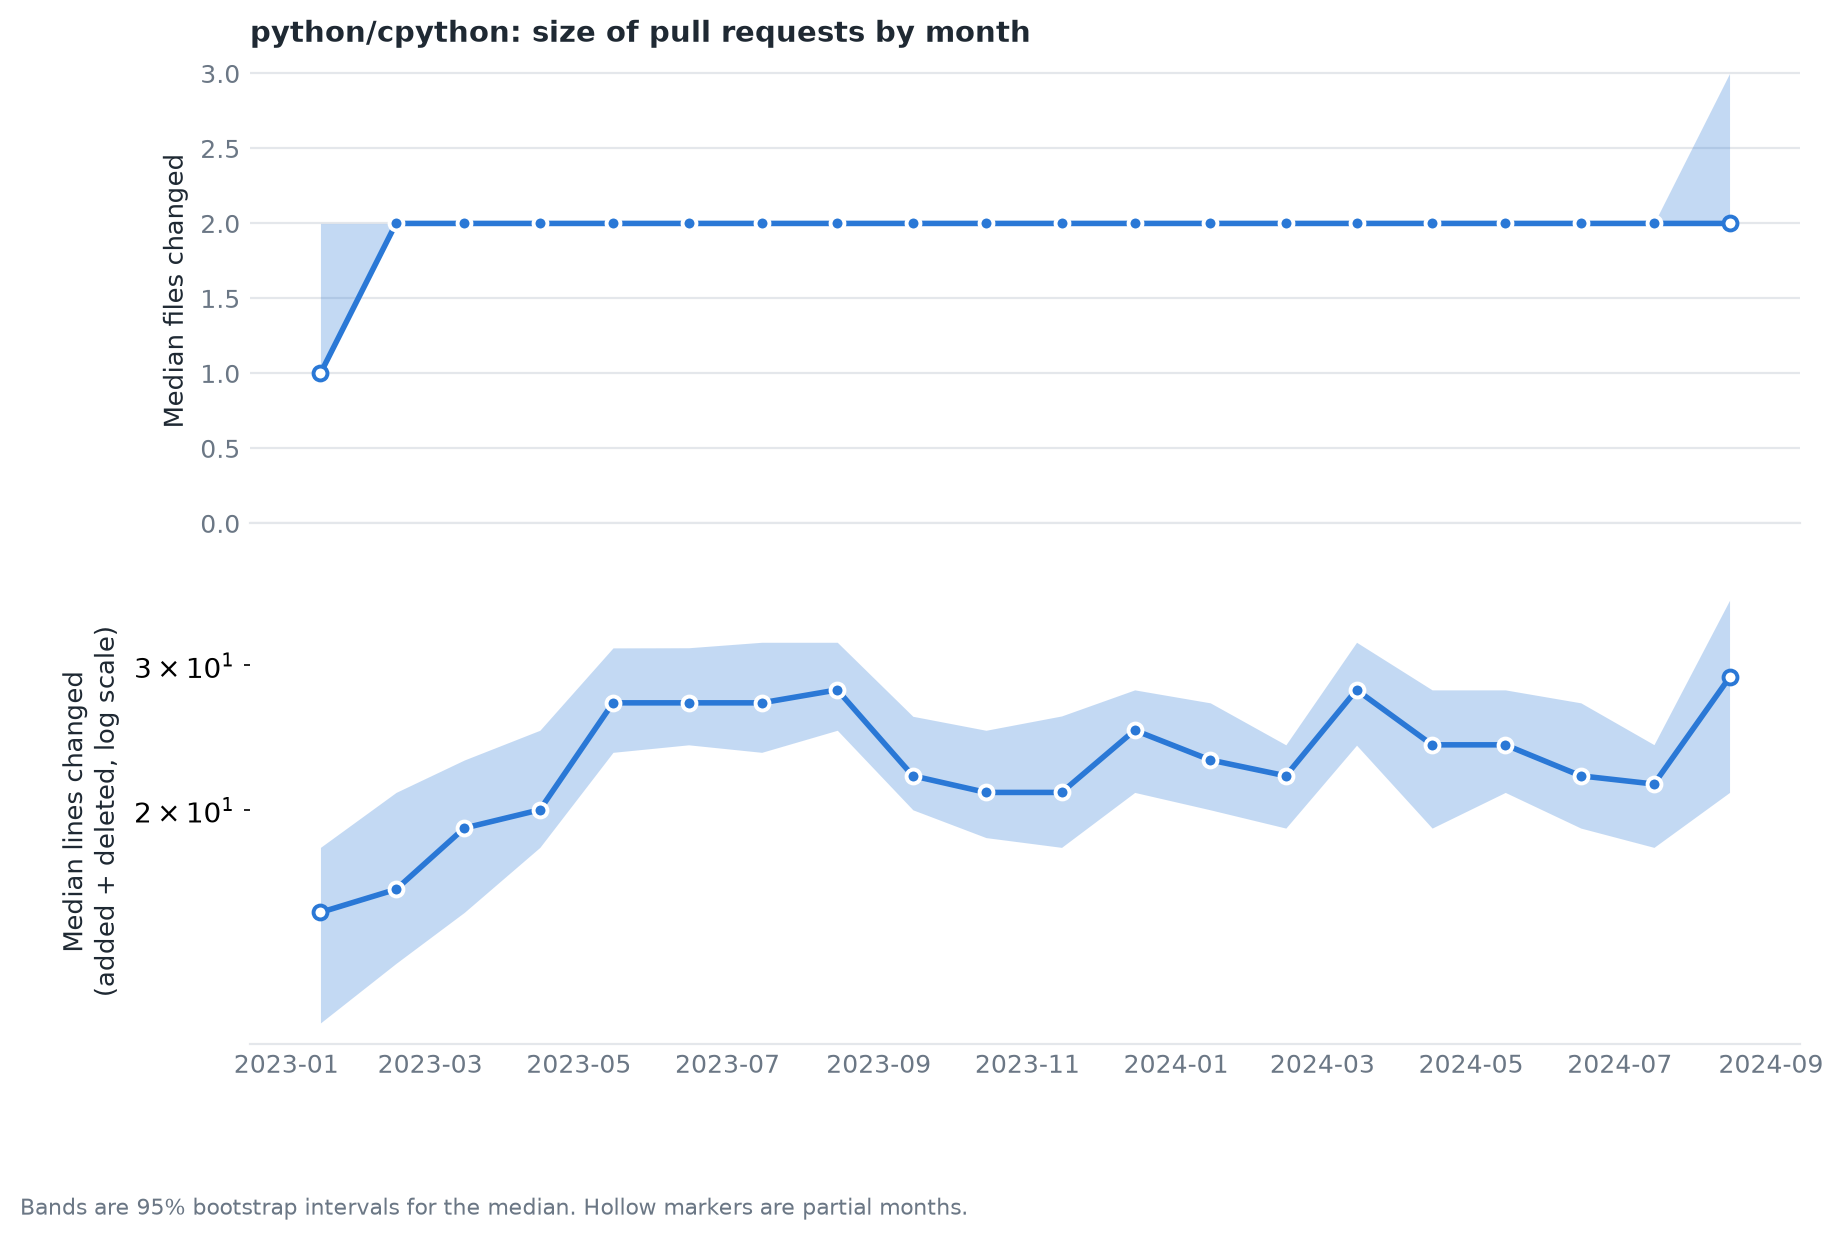 python/cpython: size of pull requests by month
3.0
2.5
2.0
1.5
1.0
0.5
0.0
Median files changed
3 × 10¹
2 × 10¹
Median lines changed
(added + deleted, log scale)
2023-01 2023-03 2023-05 2023-07 2023-09 2023-11 2024-01 2024-03 2024-05 2024-07 2024-09
Bands are 95% bootstrap intervals for the median. Hollow markers are partial months.